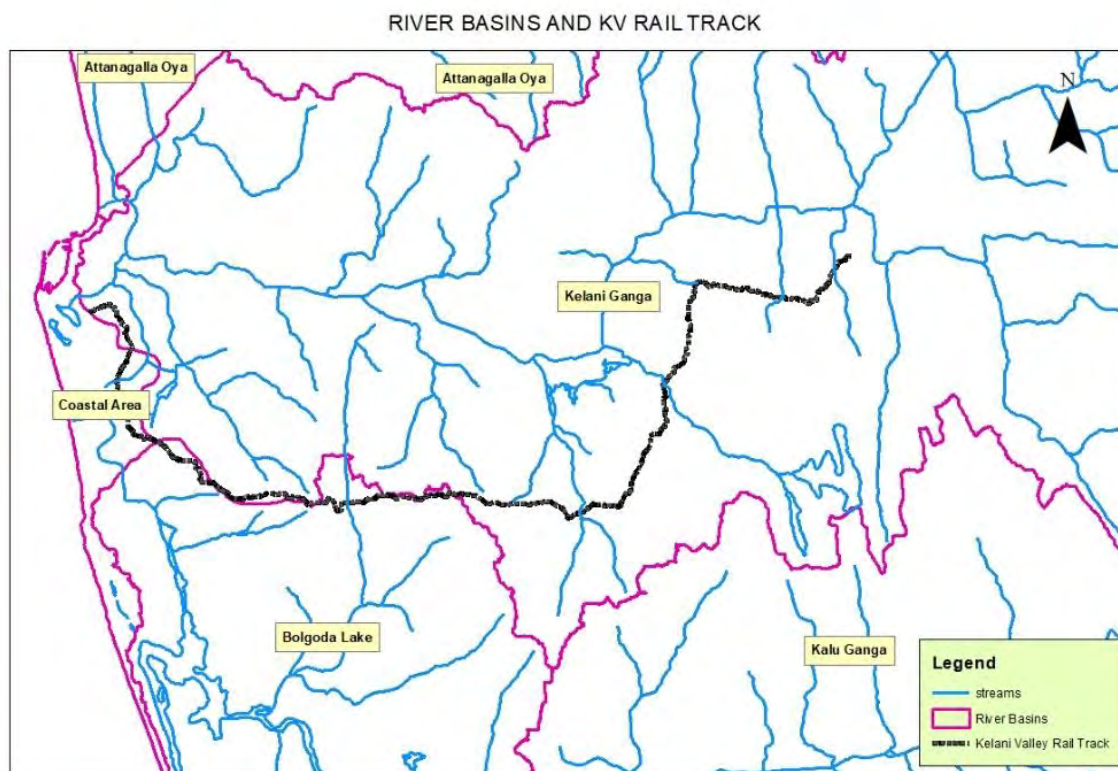 RIVER BASINS AND KV RAIL TRACK
Attanagalla Oya
Attanagalla Oya
N
Kelani Ganga
Coastal Area
Bolgoda Lake
Kalu Ganga
Legend
streams
River Basins
Kelani Valley Rail Track